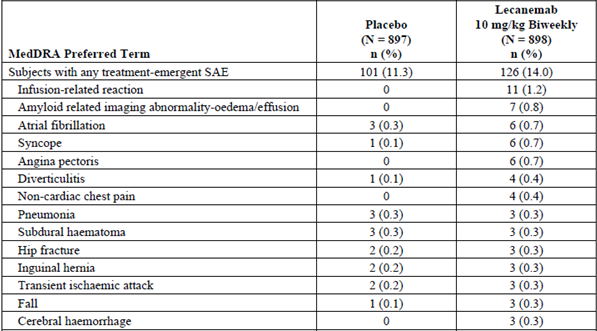 MedDRA Preferred Term
Placebo
(N = 897)
n (%)
Lecanemab
10 mg/kg Biweekly
(N = 898)
n (%)
Subjects with any treatment-emergent SAE 101 (11.3) 126 (14.0)
Infusion-related reaction 0 11 (1.2)
Amyloid related imaging abnormality-oedema/effusion 0 7 (0.8)
Atrial fibrillation 3 (0.3) 6 (0.7)
Syncope 1 (0.1) 6 (0.7)
Angina pectoris 0 6 (0.7)
Diverticulitis 1 (0.1) 4 (0.4)
Non-cardiac chest pain 0 4 (0.4)
Pneumonia 3 (0.3) 3 (0.3)
Subdural haematoma 3 (0.3) 3 (0.3)
Hip fracture 2 (0.2) 3 (0.3)
Inguinal hernia 2 (0.2) 3 (0.3)
Transient ischaemic attack 2 (0.2) 3 (0.3)
Fall 1 (0.1) 3 (0.3)
Cerebral haemorrhage 0 3 (0.3)